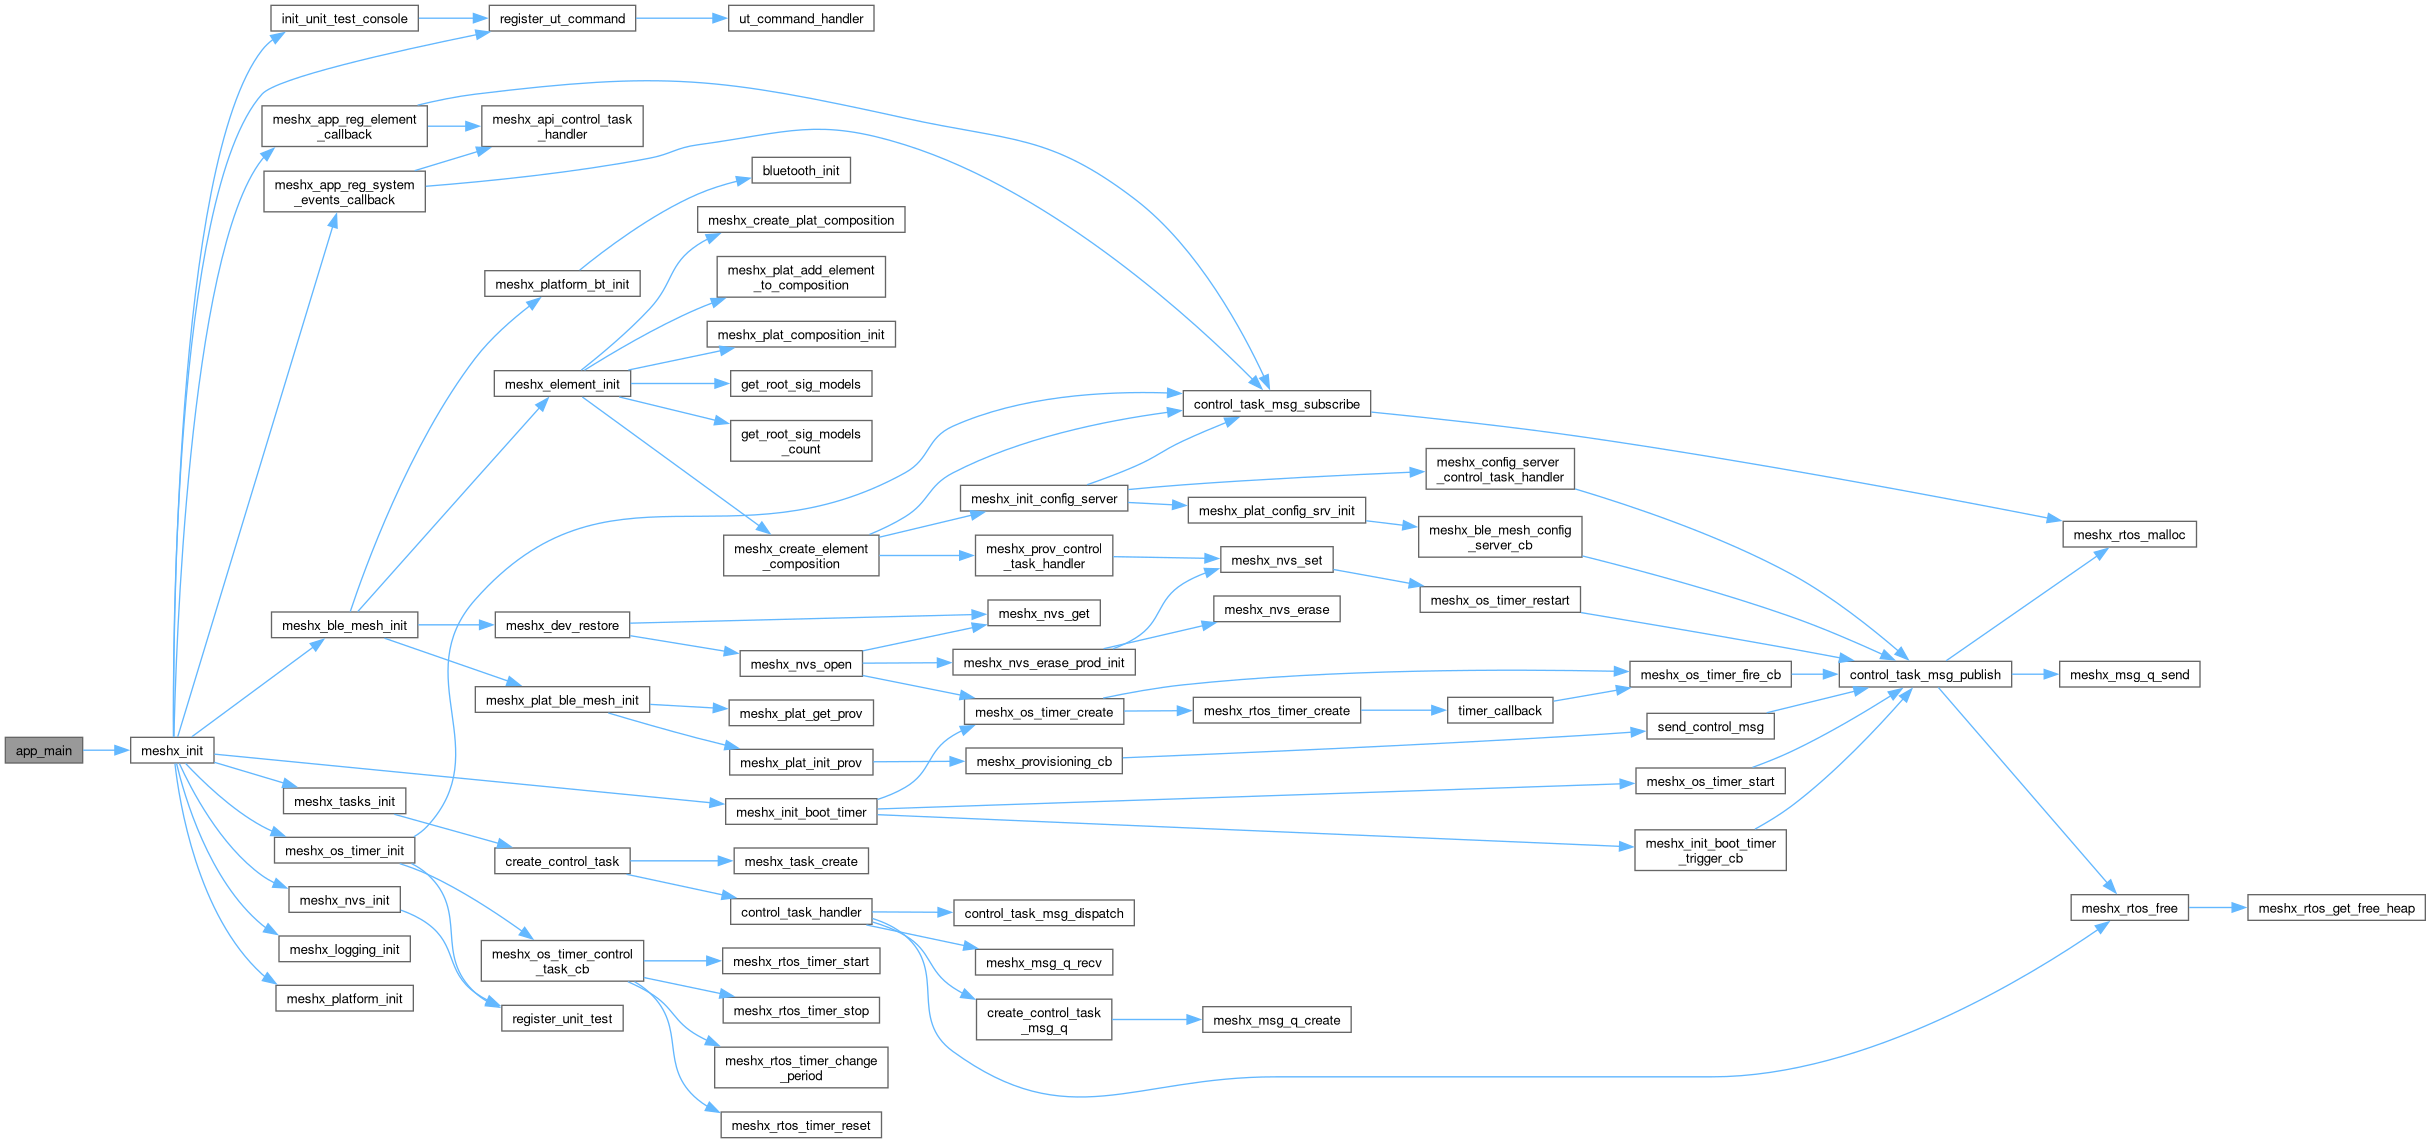 init_unit_test_console
register_ut_command
ut_command_handler
meshx_app_reg_element
_callback
meshx_api_control_task
_handler
meshx_app_reg_system
_events_callback
bluetooth_init
meshx_create_plat_composition
meshx_plat_add_element
_to_composition
meshx_platform_bt_init
meshx_plat_composition_init
meshx_element_init
get_root_sig_models
get_root_sig_models
_count
control_task_msg_subscribe
meshx_config_server
_control_task_handler
meshx_init_config_server
meshx_plat_config_srv_init
meshx_ble_mesh_config
_server_cb
meshx_rtos_malloc
meshx_create_element
_composition
meshx_prov_control
_task_handler
meshx_nvs_set
meshx_os_timer_restart
meshx_nvs_get
meshx_nvs_erase
meshx_ble_mesh_init
meshx_dev_restore
meshx_nvs_open
meshx_nvs_erase_prod_init
meshx_os_timer_fire_cb
control_task_msg_publish
meshx_msg_q_send
meshx_plat_ble_mesh_init
meshx_plat_get_prov
meshx_os_timer_create
meshx_rtos_timer_create
timer_callback
send_control_msg
app_main
meshx_init
meshx_plat_init_prov
meshx_provisioning_cb
meshx_os_timer_start
meshx_tasks_init
meshx_init_boot_timer
meshx_init_boot_timer
_trigger_cb
meshx_os_timer_init
create_control_task
meshx_task_create
meshx_nvs_init
control_task_handler
control_task_msg_dispatch
meshx_rtos_free
meshx_rtos_get_free_heap
meshx_logging_init
meshx_os_timer_control
_task_cb
meshx_rtos_timer_start
meshx_msg_q_recv
meshx_platform_init
register_unit_test
meshx_rtos_timer_stop
create_control_task
_msg_q
meshx_msg_q_create
meshx_rtos_timer_change
_period
meshx_rtos_timer_reset